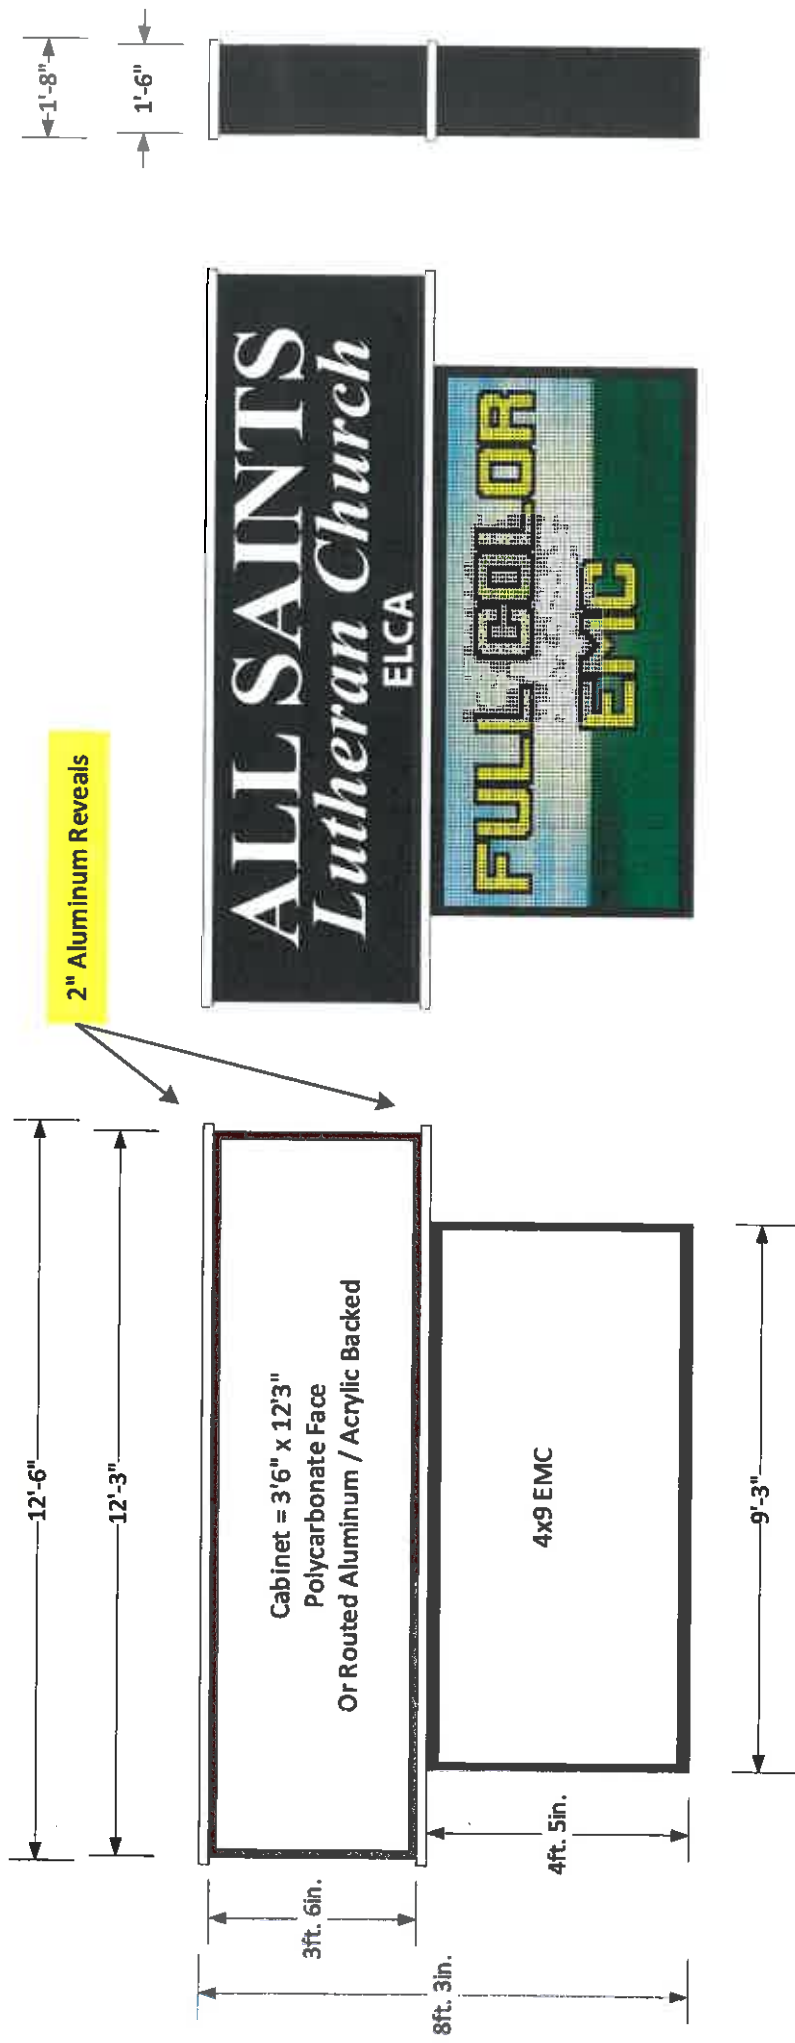 12'-6"
12'-3"
2" Aluminum Reveals
3ft. 6in.
8ft. 3in.
4ft. 5in.
Cabinet = 3'6" x 12'3"
Polycarbonate Face
Or Routed Aluminum / Acrylic Backed
4x9 EMC
9'-3"
ALL SAINTS
Lutheran Church
ELCA
FULL COLOR
EMC
1'-8"
1'-6"